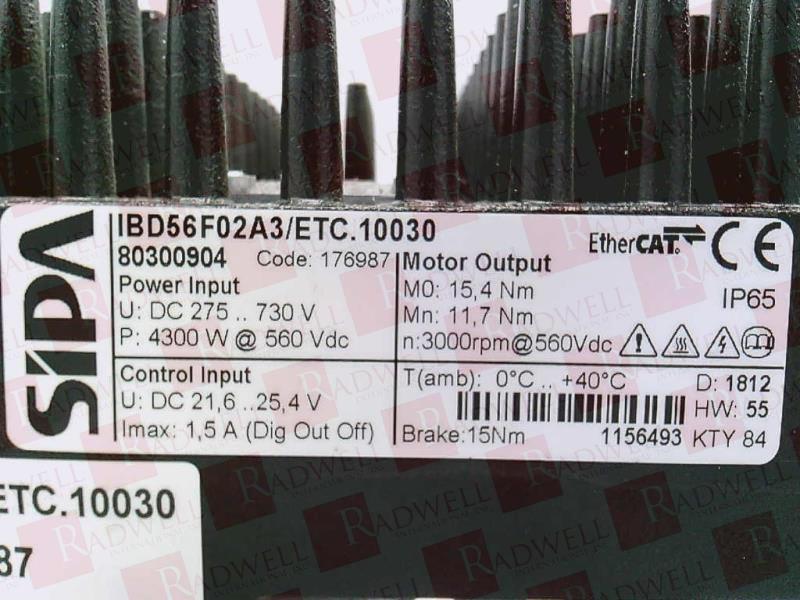 SIPA
IBD56F02A3/ETC.10030
80300904 Code: 176987
Power Input
U: DC 275 .. 730 V
P: 4300 W @ 560 Vdc
Control Input
U: DC 21,6 ..25,4 V
Imax: 1,5 A (Dig Out Off)
Motor Output
M0: 15,4 Nm
Mn: 11,7 Nm
n:3000rpm@560Vdc
EtherCAT® CE
IP65
T(amb): 0°C .. +40°C
D: 1812
HW: 55
Brake:15Nm 1156493 KTY 84
ETC.10030
87
RADWELL
INTERNATIONAL, INC.